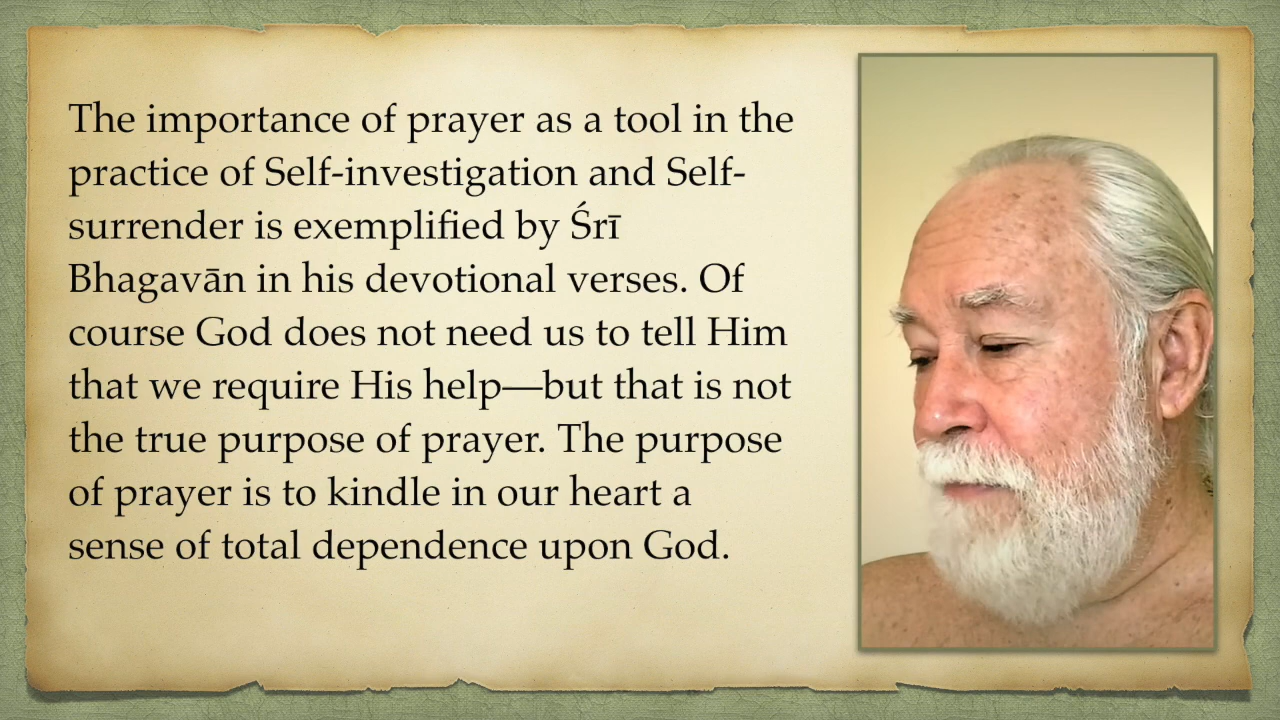 The importance of prayer as a tool in the
practice of Self-investigation and Self-
surrender is exemplified by Śrī
Bhagavān in his devotional verses. Of
course God does not need us to tell Him
that we require His help—but that is not
the true purpose of prayer. The purpose
of prayer is to kindle in our heart a
sense of total dependence upon God.